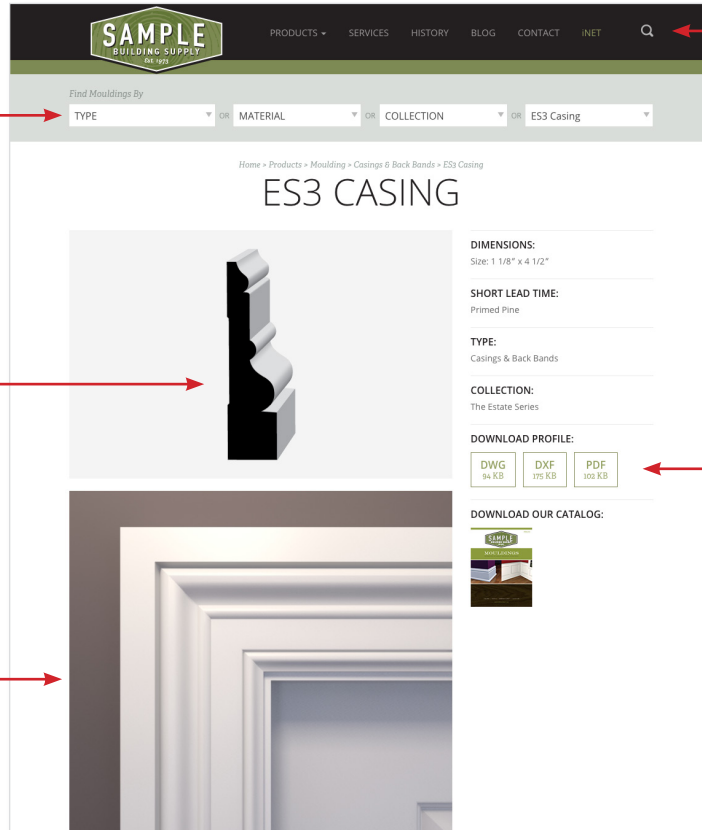 SAMPLE
BUILDING SUPPLY
Est. 1973
PRODUCTS SERVICES HISTORY BLOG CONTACT iNET
Find Mouldings By
TYPE OR MATERIAL OR COLLECTION OR ES3 Casing
Home » Products » Moulding » Casings & Back Bands » ES3 Casing
ES3 CASING
DIMENSIONS:
Size: 1 1/8″ x 4 1/2″
SHORT LEAD TIME:
Primed Pine
TYPE:
Casings & Back Bands
COLLECTION:
The Estate Series
DOWNLOAD PROFILE:
DWG DXF PDF
94 KB 175 KB 102 KB
DOWNLOAD OUR CATALOG:
SAMPLE
MOULDINGS